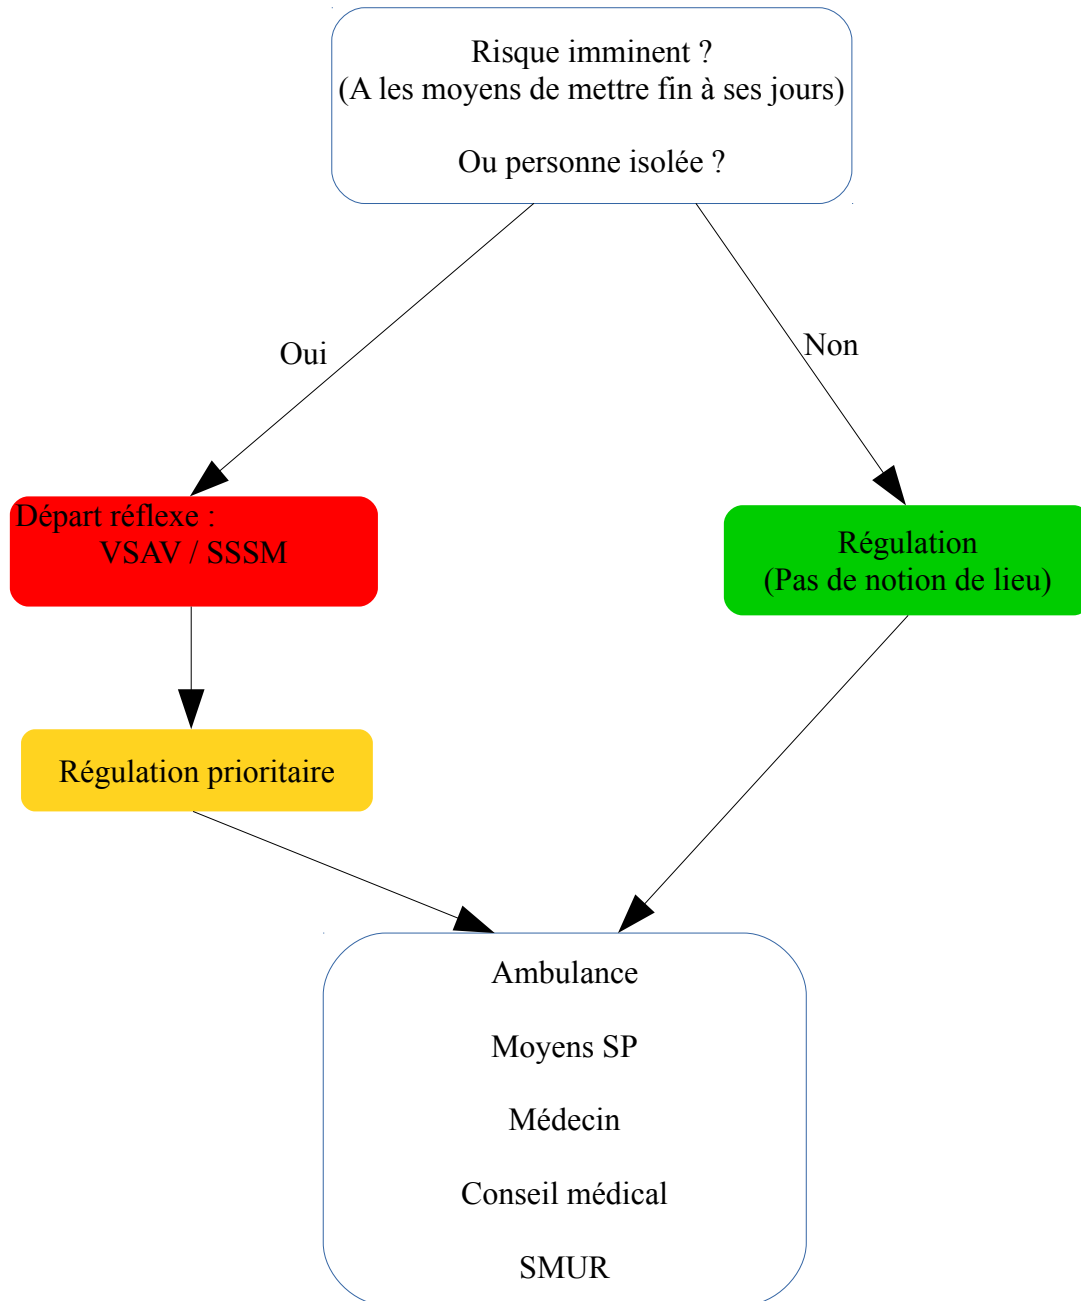 Risque imminent ?
(A les moyens de mettre fin à ses jours)
Ou personne isolée ?
Oui
Non
Départ réflexe :
VSAV / SSSM
Régulation
(Pas de notion de lieu)
Régulation prioritaire
Ambulance
Moyens SP
Médecin
Conseil médical
SMUR